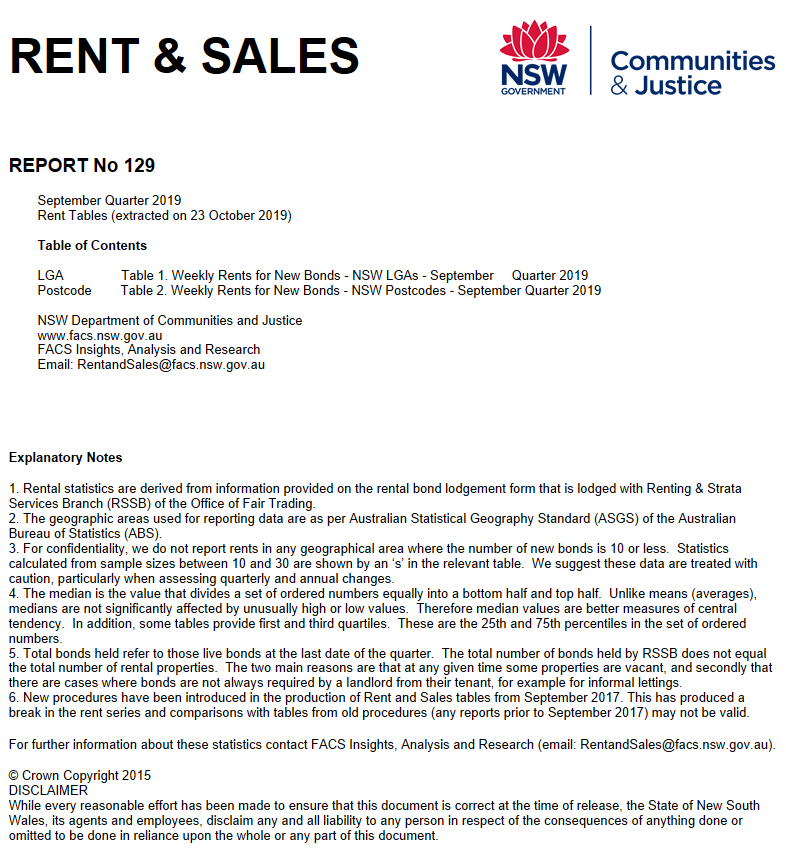 RENT & SALES
NSW
GOVERNMENT
Communities
& Justice
REPORT No 129
September Quarter 2019
Rent Tables (extracted on 23 October 2019)
Table of Contents
LGA Table 1. Weekly Rents for New Bonds - NSW LGAs - September Quarter 2019
Postcode Table 2. Weekly Rents for New Bonds - NSW Postcodes - September Quarter 2019
NSW Department of Communities and Justice
www.facs.nsw.gov.au
FACS Insights, Analysis and Research
Email: RentandSales@facs.nsw.gov.au
Explanatory Notes
1. Rental statistics are derived from information provided on the rental bond lodgement form that is lodged with Renting & Strata
Services Branch (RSSB) of the Office of Fair Trading.
2. The geographic areas used for reporting data are as per Australian Statistical Geography Standard (ASGS) of the Australian
Bureau of Statistics (ABS).
3. For confidentiality, we do not report rents in any geographical area where the number of new bonds is 10 or less. Statistics
calculated from sample sizes between 10 and 30 are shown by an ‘s’ in the relevant table. We suggest these data are treated with
caution, particularly when assessing quarterly and annual changes.
4. The median is the value that divides a set of ordered numbers equally into a bottom half and top half. Unlike means (averages),
medians are not significantly affected by unusually high or low values. Therefore median values are better measures of central
tendency. In addition, some tables provide first and third quartiles. These are the 25th and 75th percentiles in the set of ordered
numbers.
5. Total bonds held refer to those live bonds at the last date of the quarter. The total number of bonds held by RSSB does not equal
the total number of rental properties. The two main reasons are that at any given time some properties are vacant, and secondly that
there are cases where bonds are not always required by a landlord from their tenant, for example for informal lettings.
6. New procedures have been introduced in the production of Rent and Sales tables from September 2017. This has produced a
break in the rent series and comparisons with tables from old procedures (any reports prior to September 2017) may not be valid.
For further information about these statistics contact FACS Insights, Analysis and Research (email: RentandSales@facs.nsw.gov.au).
© Crown Copyright 2015
DISCLAIMER
While every reasonable effort has been made to ensure that this document is correct at the time of release, the State of New South
Wales, its agents and employees, disclaim any and all liability to any person in respect of the consequences of anything done or
omitted to be done in reliance upon the whole or any part of this document.